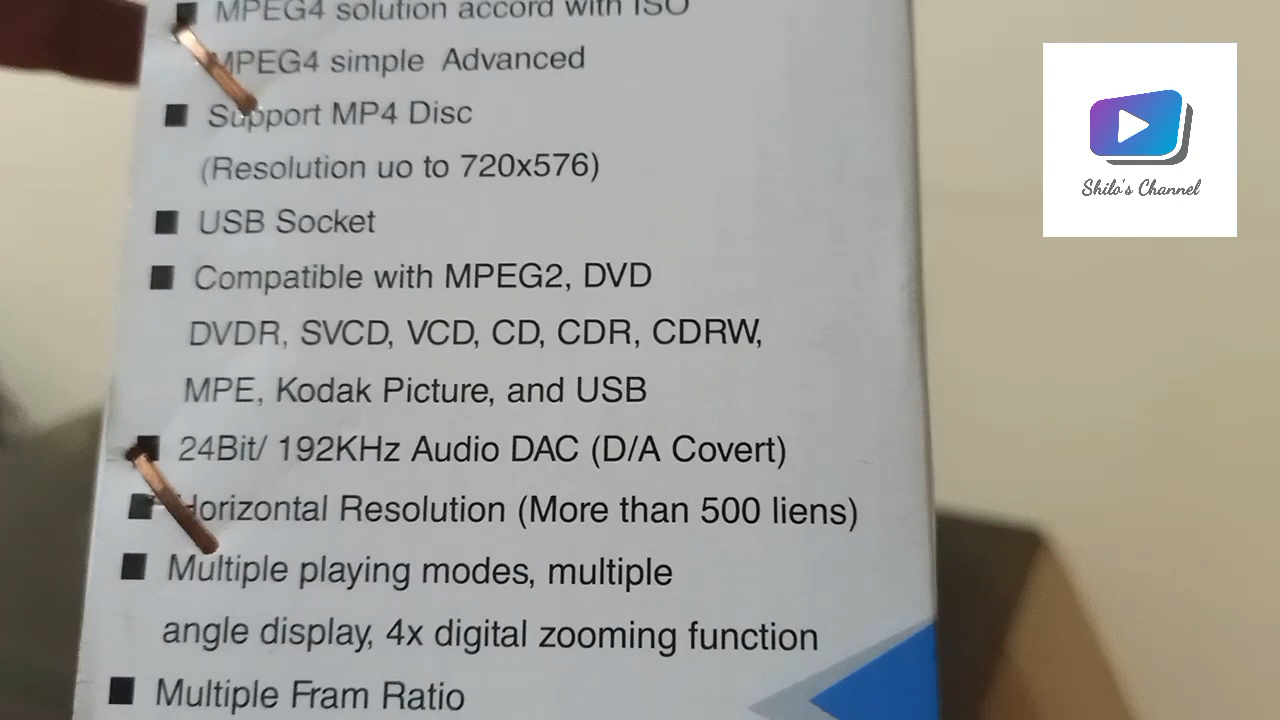 MPEG4 solution accord with ISO
MPEG4 simple Advanced
Support MP4 Disc
(Resolution uo to 720x576)
USB Socket
Compatible with MPEG2, DVD
DVDR, SVCD, VCD, CD, CDR, CDRW,
MPE, Kodak Picture, and USB
24Bit/ 192KHz Audio DAC (D/A Covert)
Horizontal Resolution (More than 500 liens)
Multiple playing modes, multiple
angle display, 4x digital zooming function
Multiple Fram Ratio
Shilo's Channel